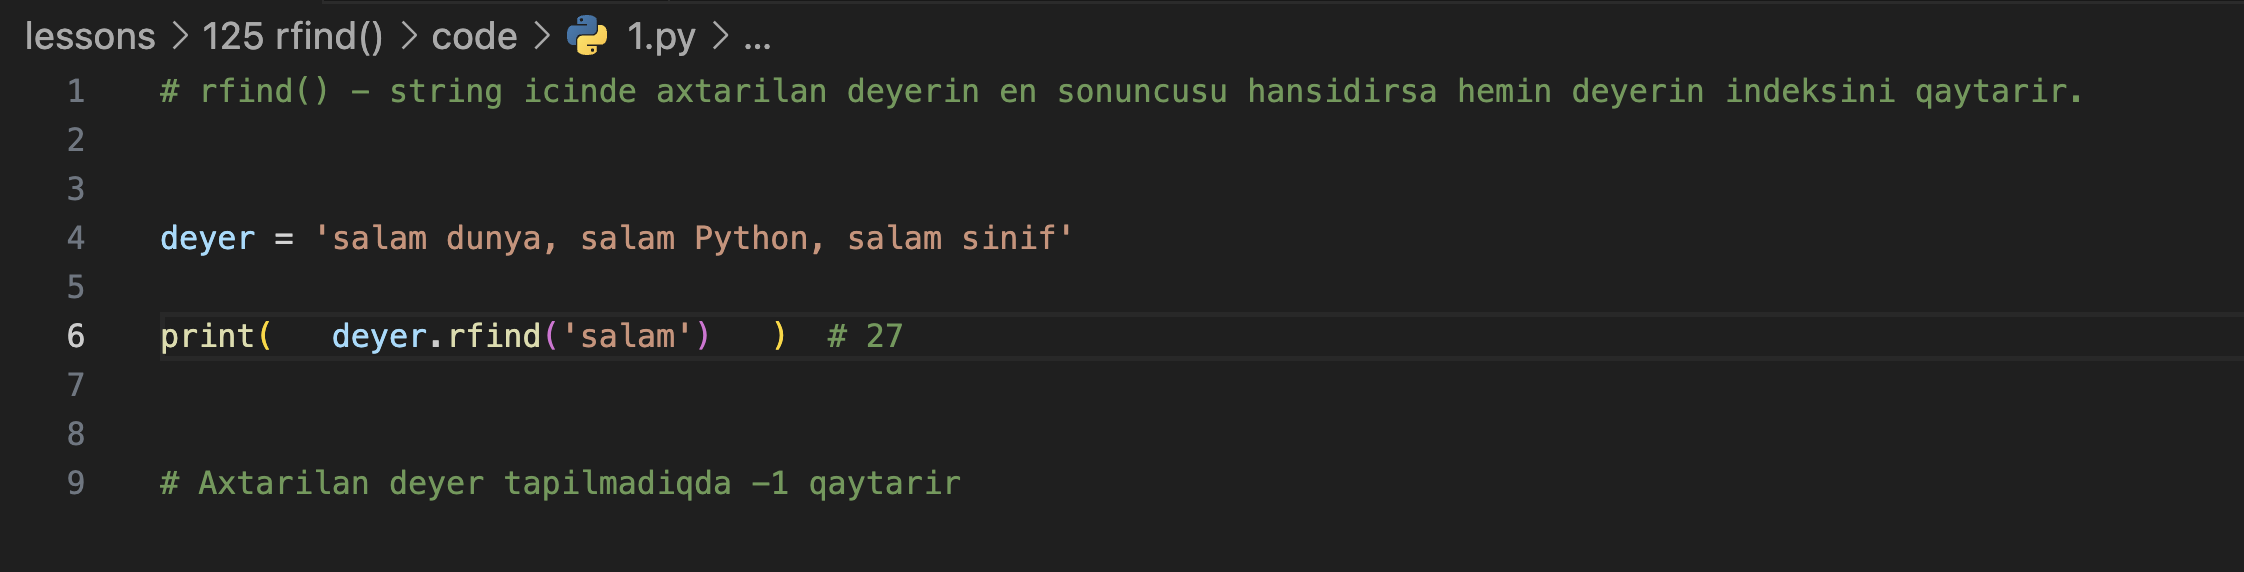 lessons > 125 rfind() > code > 1.py > ...
1 # rfind() - string icinde axtarilan deyerin en sonuncusu hansidirsa hemin deyerin indeksini qaytarir.
2
3
4 deyer = 'salam dunya, salam Python, salam sinif'
5
6 print(   deyer.rfind('salam')   )  # 27
7
8
9 # Axtarilan deyer tapilmadiqda -1 qaytarir